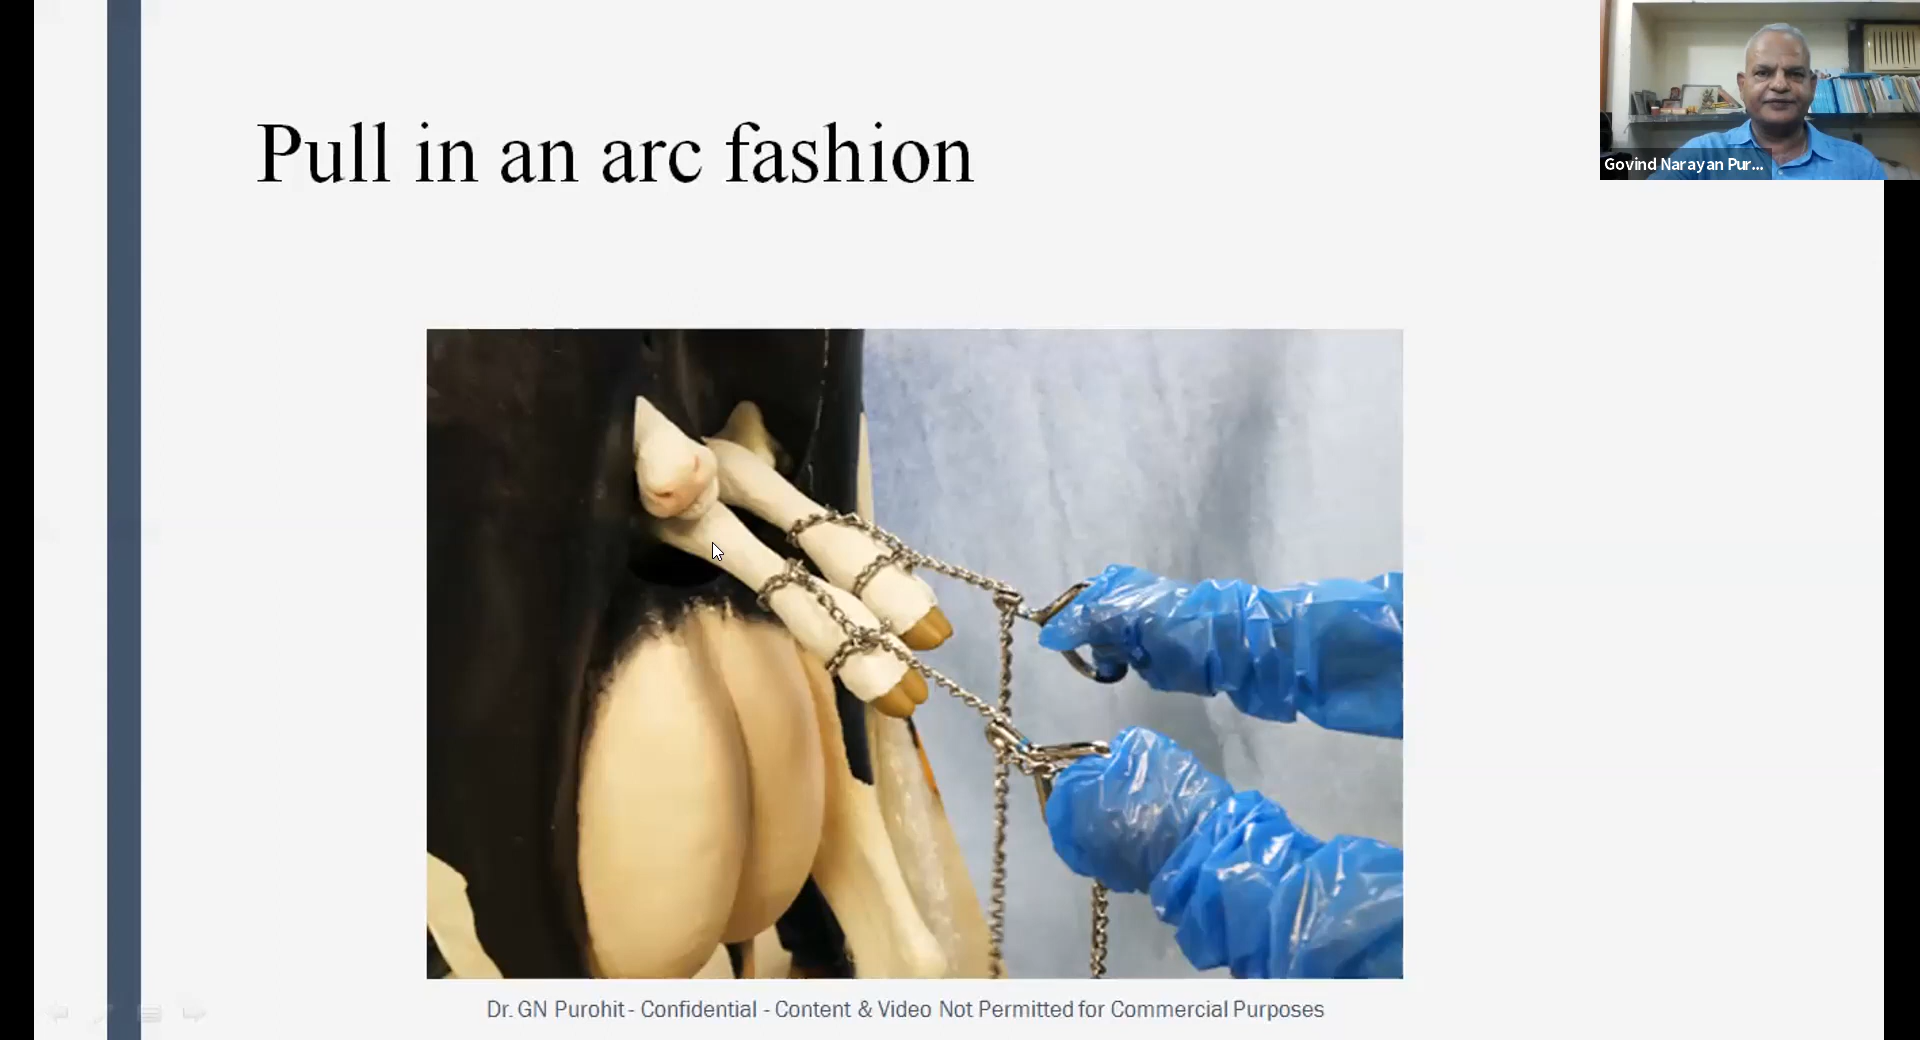 Pull in an arc fashion
Govind Narayan Pur...
Dr. GN Purohit - Confidential - Content & Video Not Permitted for Commercial Purposes